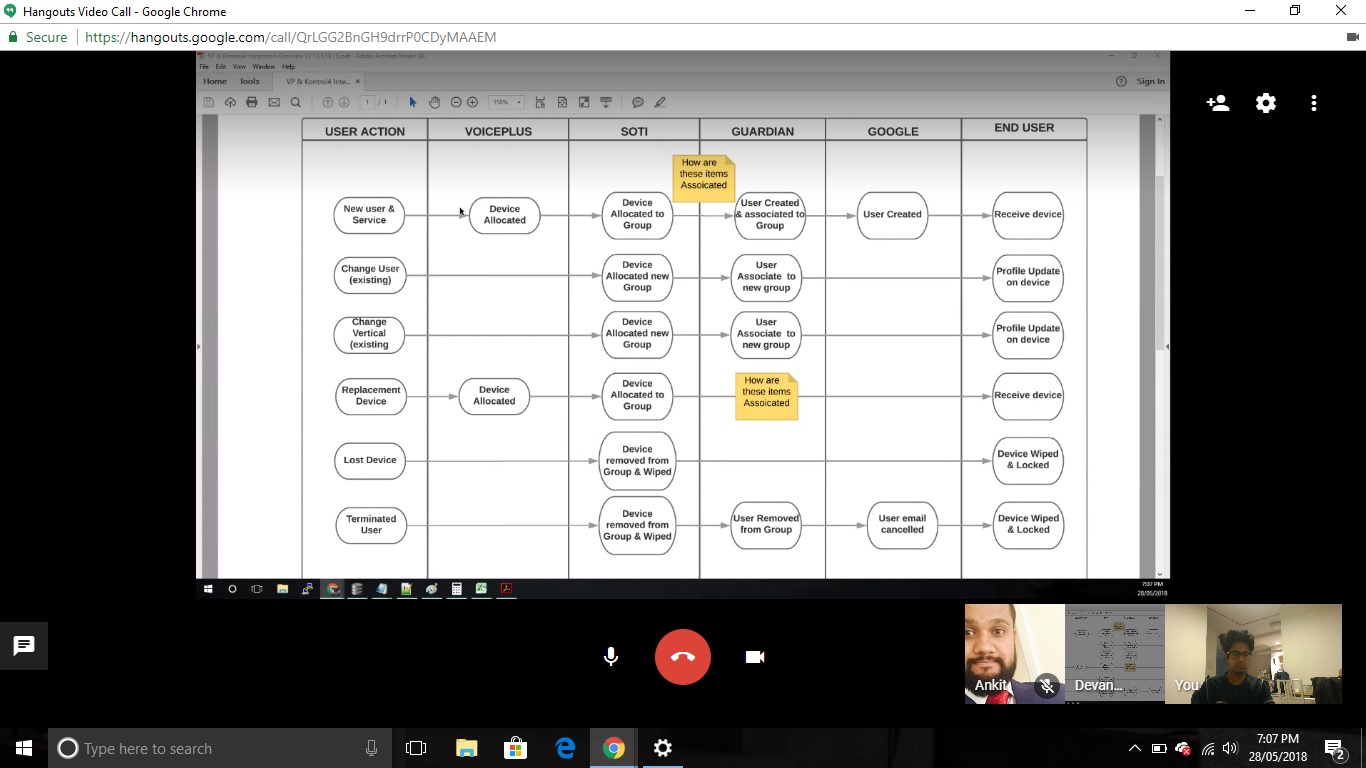 Hangouts Video Call - Google Chrome
Secure
https://hangouts.google.com/call/QrLGG2BnGH9drrP0CDyMAAEM
VP & Kontrol4 Integration Overview V1 - Adobe Acrobat Reader DC
File Edit View Window Help
Home Tools VP & Kontrol4 Inte... × Sign In
1 / 1
150%
USER ACTION VOICEPLUS SOTI GUARDIAN GOOGLE END USER
How are
these items
Assoicated
New user &
Service
Device
Allocated
Device
Allocated to
Group
User Created
& associated to
Group
User Created
Receive device
Change User
(existing)
Device
Allocated new
Group
User
Associate to
new group
Profile Update
on device
Change
Vertical
(existing
Device
Allocated new
Group
User
Associate to
new group
Profile Update
on device
Replacement
Device
Device
Allocated
Device
Allocated to
Group
How are
these items
Assoicated
Receive device
Lost Device
Device
removed from
Group & Wiped
Device Wiped
& Locked
Terminated
User
Device
removed from
Group & Wiped
User Removed
from Group
User email
cancelled
Device Wiped
& Locked
7:07 PM
28/05/2018
Ankit
Devan...
You
Type here to search
7:07 PM
28/05/2018
2